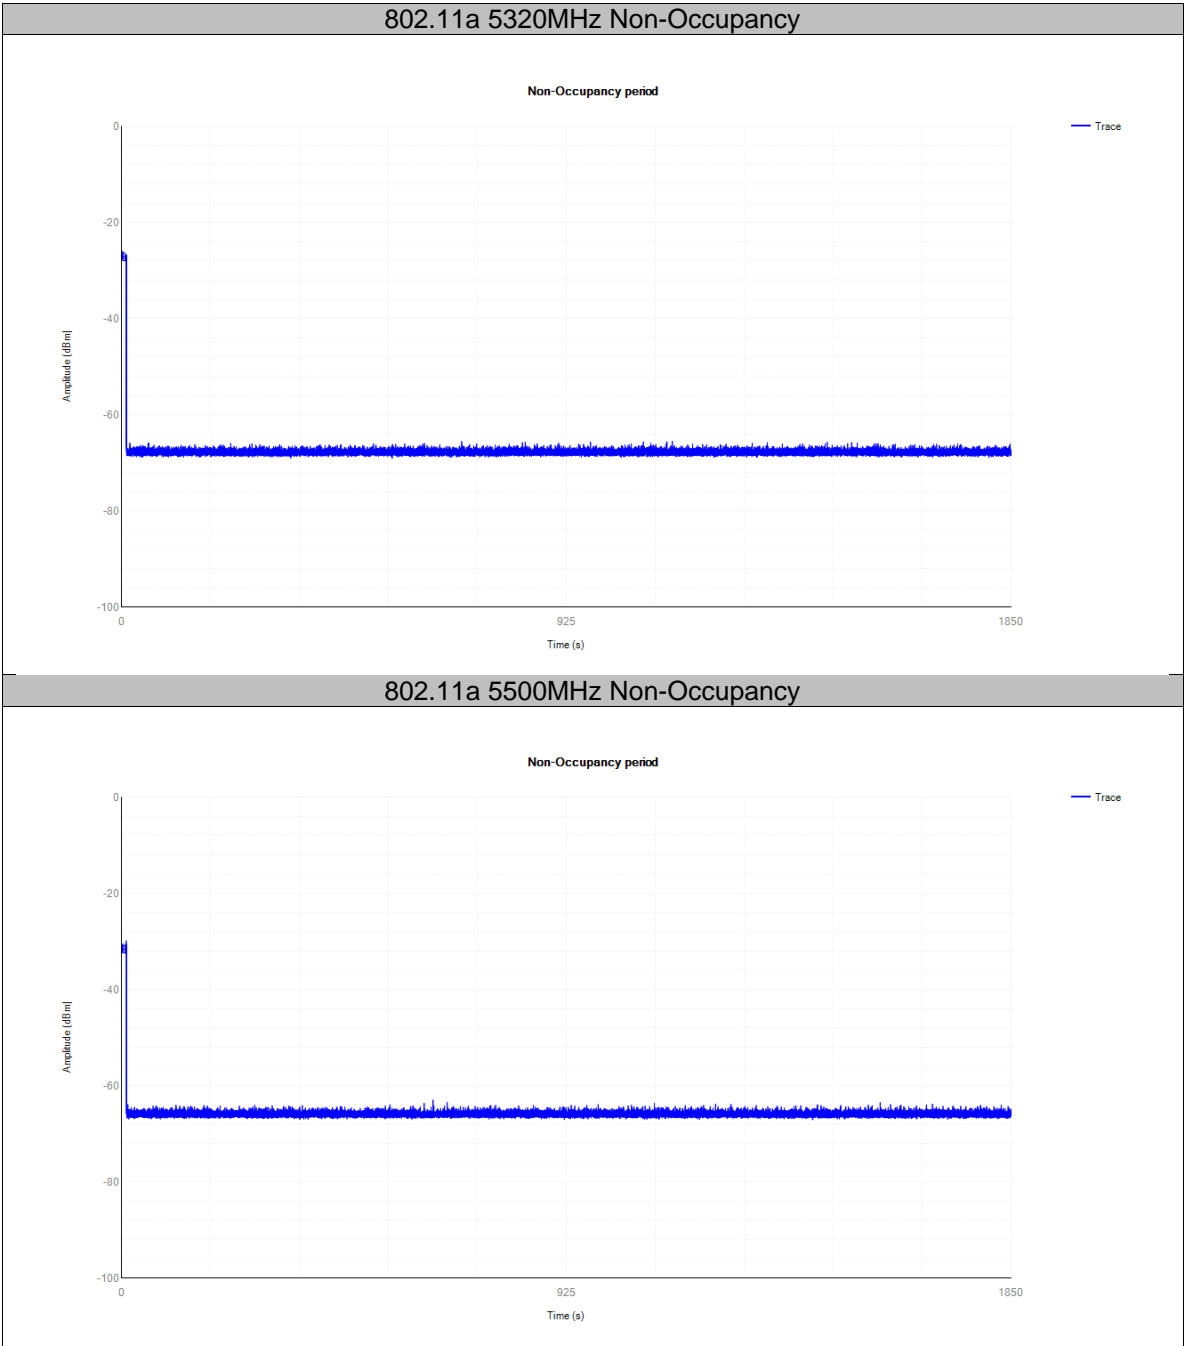 802.11a 5320MHz Non-Occupancy
Non-Occupancy period
Trace
0
-20
-40
-60
-80
-100
Amplitude (dBm)
0 925 1850
Time (s)
802.11a 5500MHz Non-Occupancy
Non-Occupancy period
Trace
0
-20
-40
-60
-80
-100
Amplitude (dBm)
0 925 1850
Time (s)